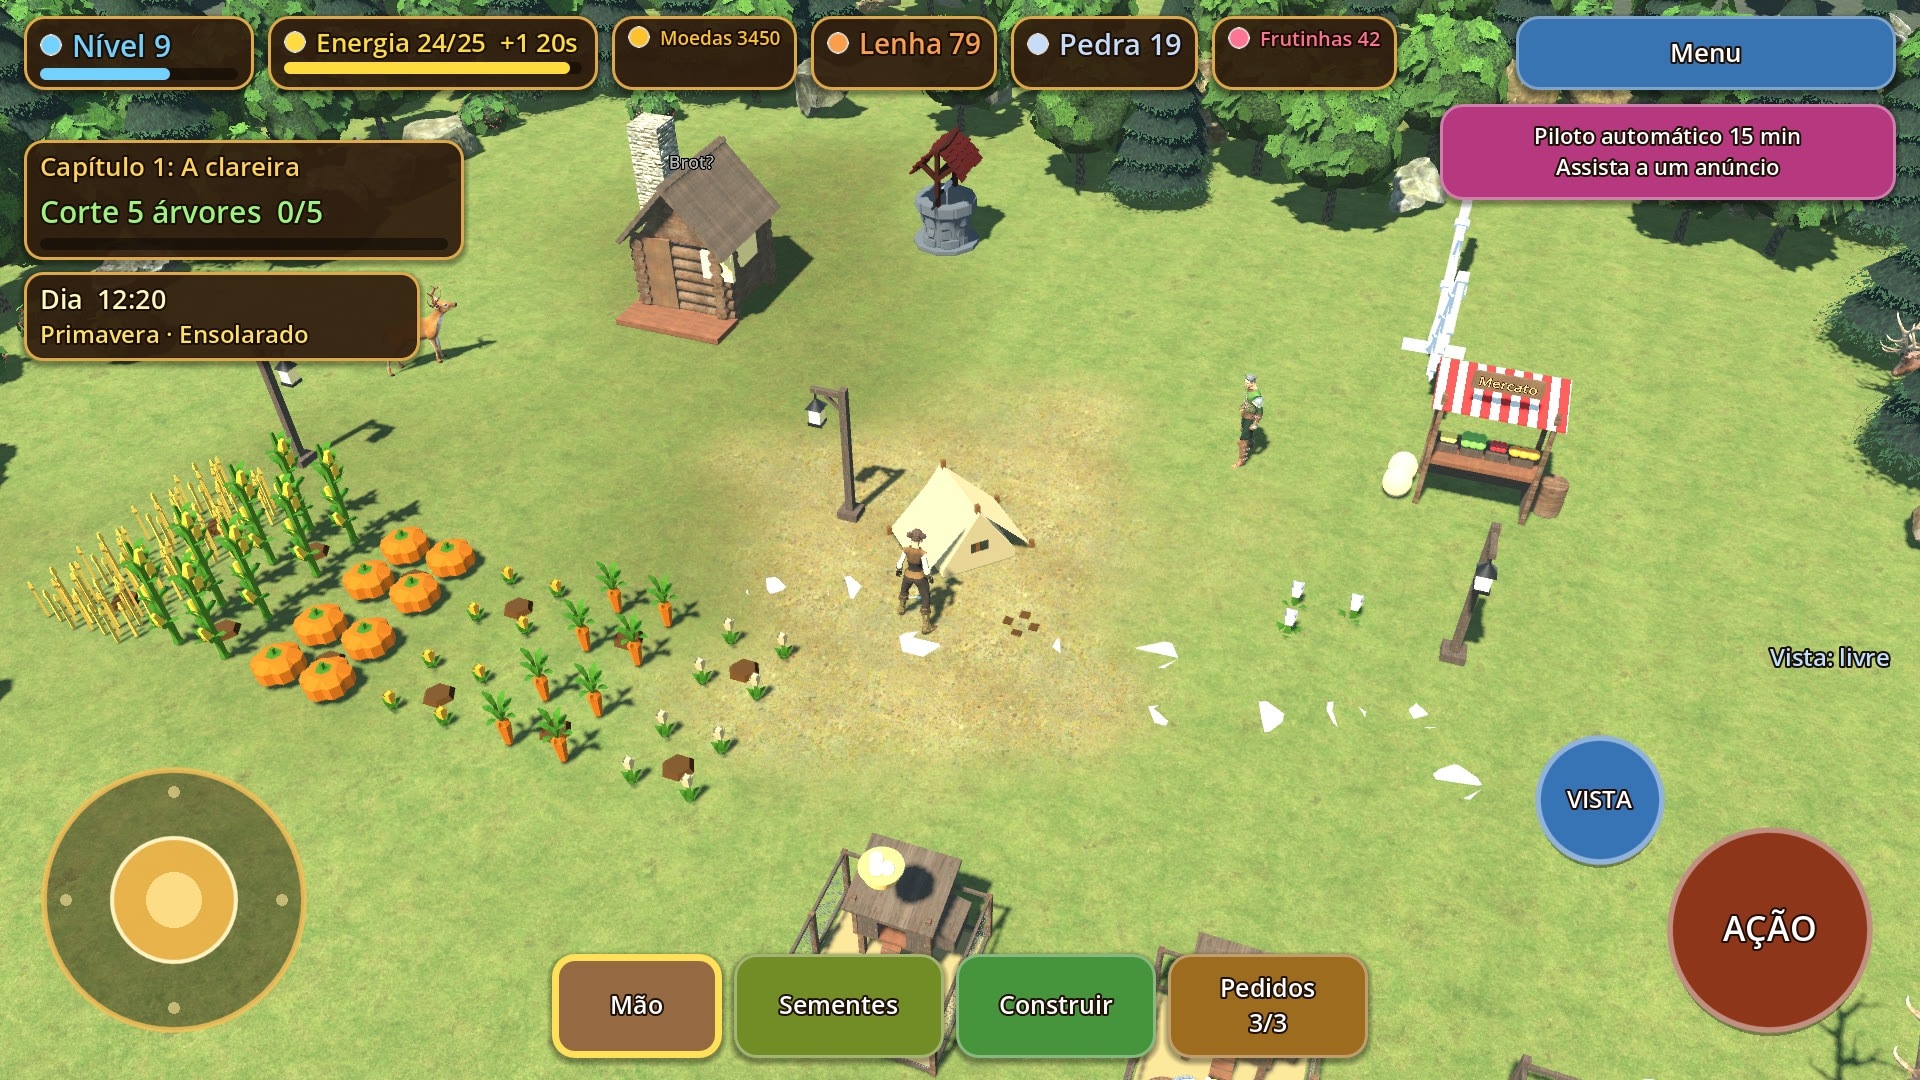 Nível 9
Energia 24/25 +1 20s
Moedas 3450
Lenha 79
Pedra 19
Frutinhas 42
Menu
Piloto automático 15 min
Assista a um anúncio
Capítulo 1: A clareira
Corte 5 árvores 0/5
Dia 12:20
Primavera · Ensolarado
Brot?
Mercato
Vista: livre
VISTA
AÇÃO
Mão
Sementes
Construir
Pedidos
3/3